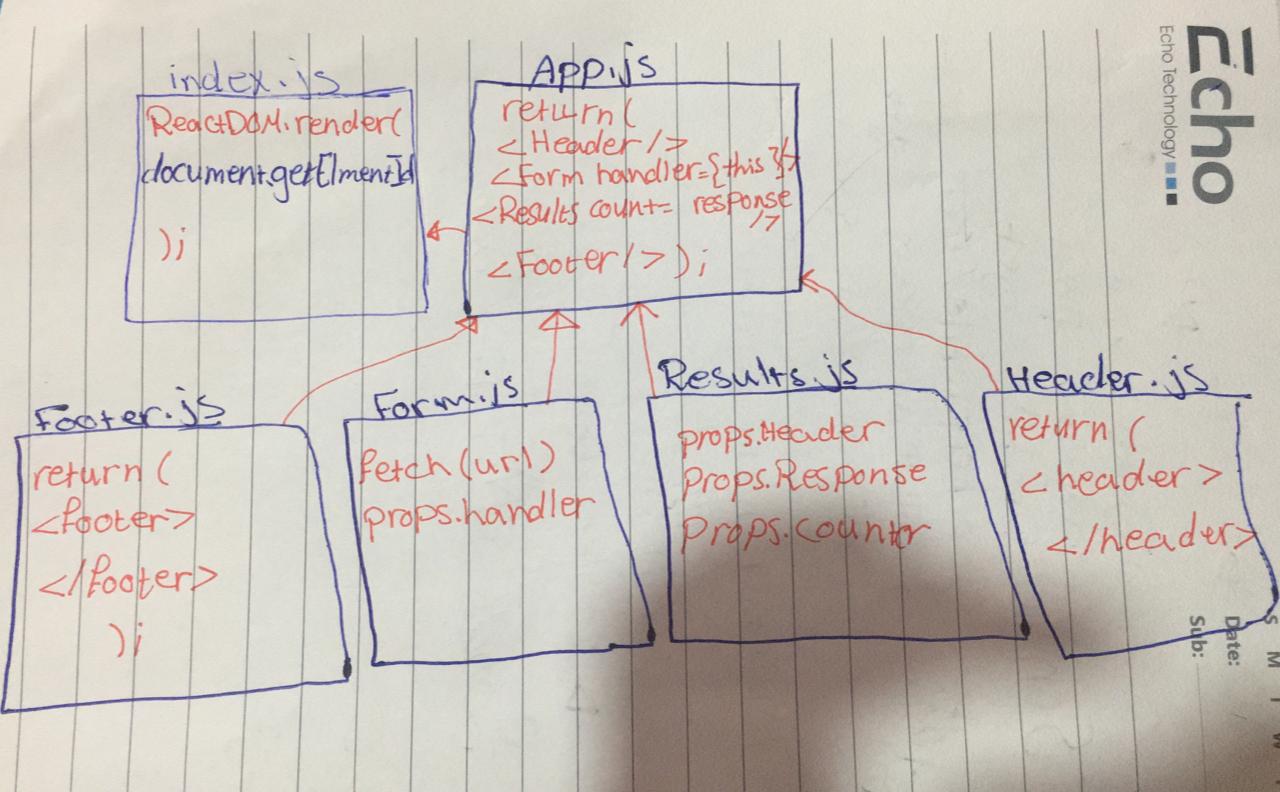 Echo
Echo Technology
index.js
ReactDOM.render(
document.getElmentId
);
App.js
return(
<Header/>
<Form handler={this}/>
<Results count= response
/>
<Footer/>);
Footer.js
return(
<footer>
</footer>
);
Form.js
fetch(url)
props.handler
Results.js
props.Header
Props.Response
Props.counter
Header.js
return (
<header>
</header>
Sub:
Date:
S
M
T
W